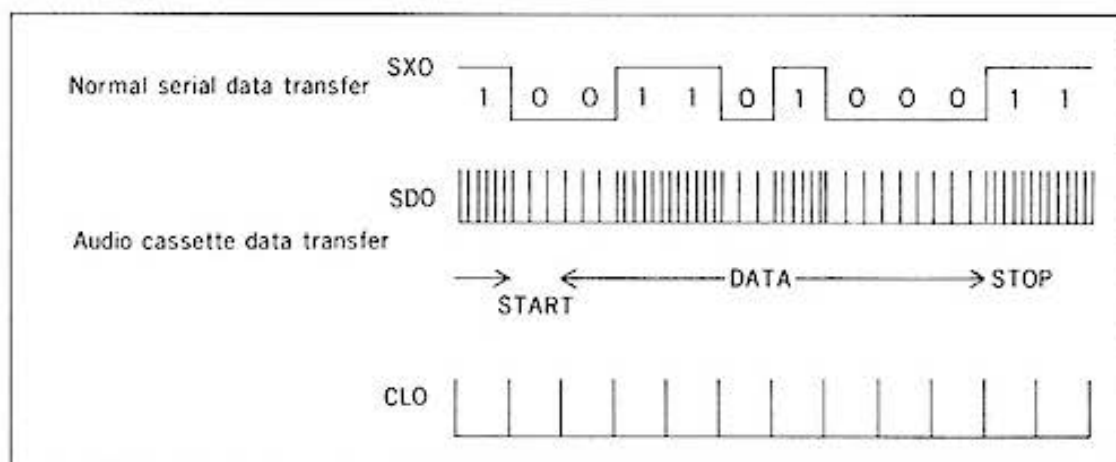 SXO
Normal serial data transfer
1 0 0 1 1 0 1 0 0 0 1 1
SDO
Audio cassette data transfer
DATA STOP
START
CLO